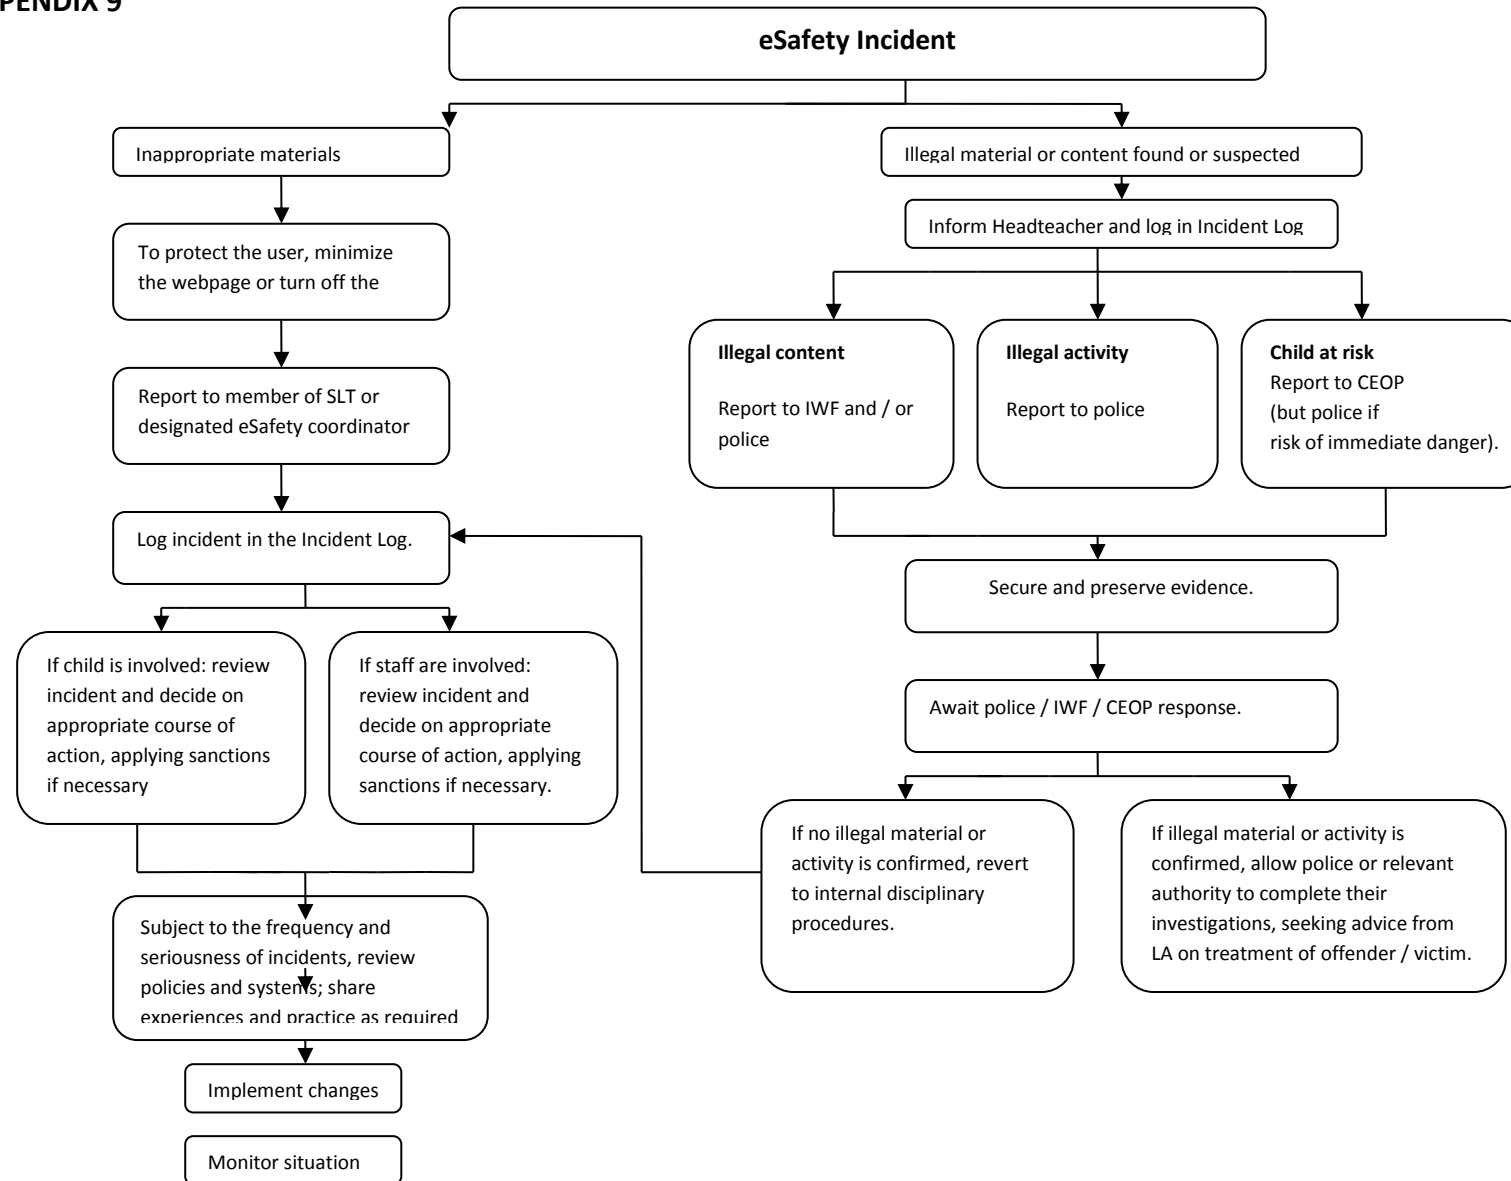 PENDIX 9
eSafety Incident
Inappropriate materials
Illegal material or content found or suspected
Inform Headteacher and log in Incident Log
To protect the user, minimize
the webpage or turn off the
Illegal content
Report to IWF and / or
police
Illegal activity
Report to police
Child at risk
Report to CEOP
(but police if
risk of immediate danger).
Report to member of SLT or
designated eSafety coordinator
Log incident in the Incident Log.
Secure and preserve evidence.
If child is involved: review
incident and decide on
appropriate course of
action, applying sanctions
if necessary
If staff are involved:
review incident and
decide on appropriate
course of action, applying
sanctions if necessary.
Await police / IWF / CEOP response.
If no illegal material or
activity is confirmed, revert
to internal disciplinary
procedures.
If illegal material or activity is
confirmed, allow police or relevant
authority to complete their
investigations, seeking advice from
LA on treatment of offender / victim.
Subject to the frequency and
seriousness of incidents, review
policies and systems; share
experiences and practice as required
Implement changes
Monitor situation